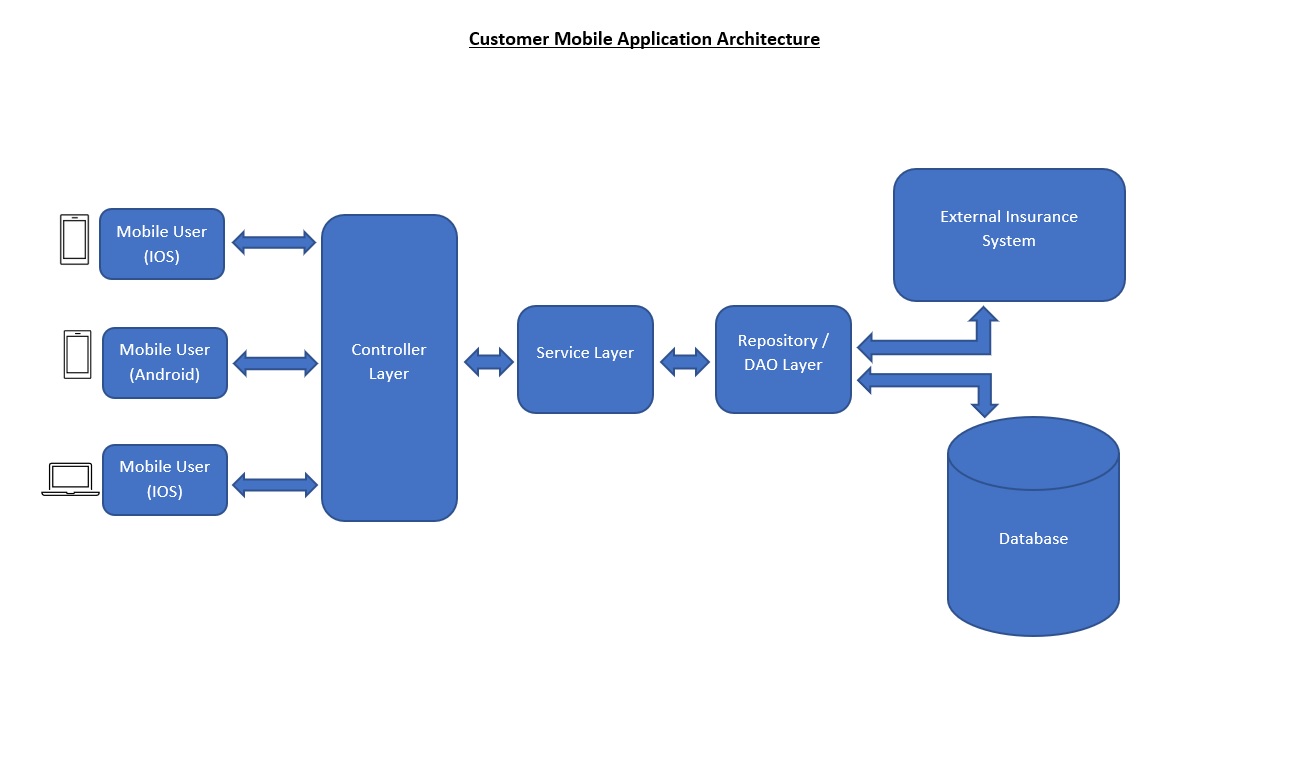 Customer Mobile Application Architecture
Mobile User
(IOS)
Mobile User
(Android)
Mobile User
(IOS)
Controller
Layer
Service Layer
Repository /
DAO Layer
External Insurance
System
Database